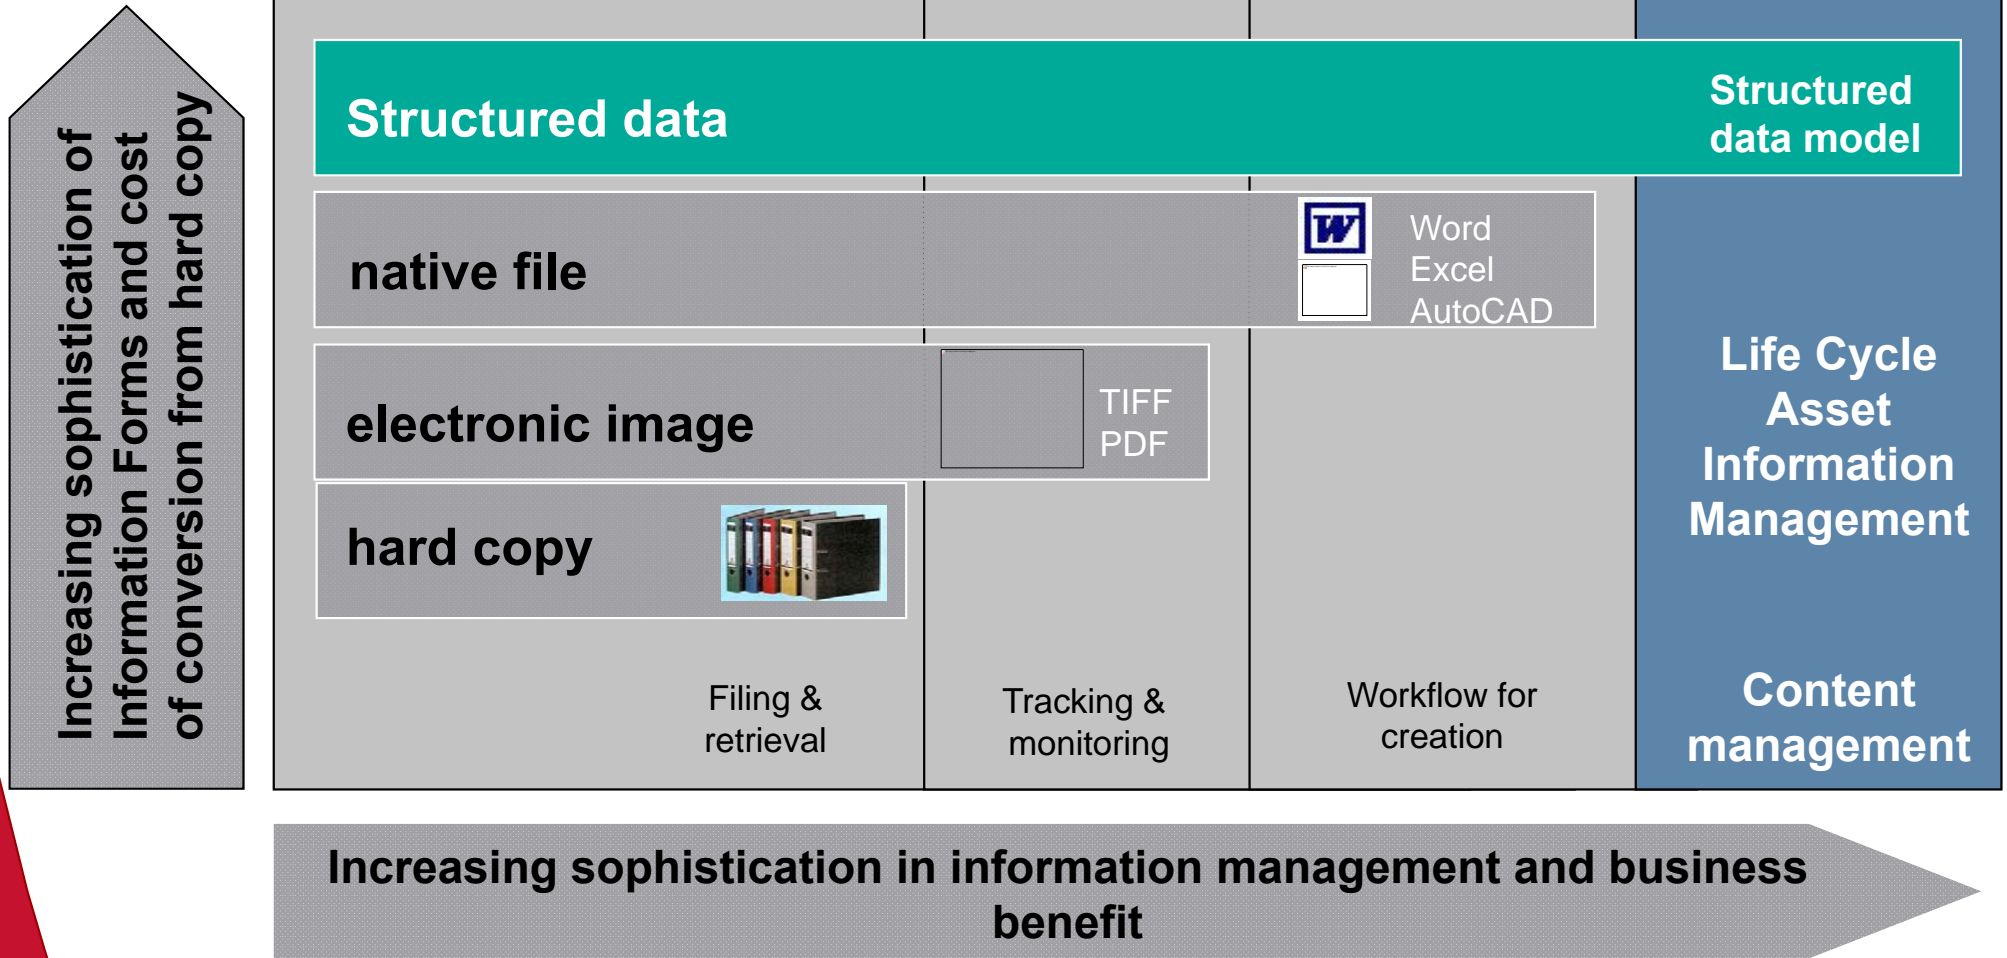 Increasing sophistication of
Information Forms and cost
of conversion from hard copy
Structured data
Structured
data model
native file
W
Word
Excel
AutoCAD
electronic image
TIFF
PDF
hard copy
Life Cycle
Asset
Information
Management
Filing &
retrieval
Tracking &
monitoring
Workflow for
creation
Content
management
Increasing sophistication in information management and business
benefit